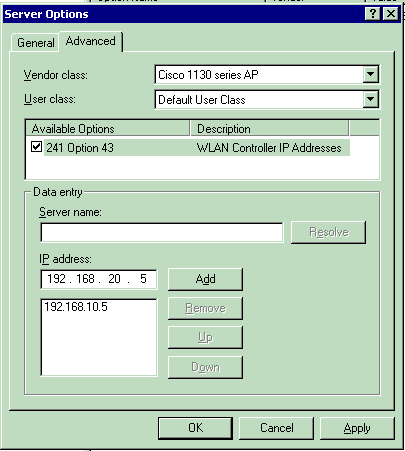 Server Options
General Advanced
Vendor class: Cisco 1130 series AP
User class: Default User Class
Available Options Description
241 Option 43 WLAN Controller IP Addresses
Data entry
Server name:
Resolve
IP address:
192 . 168 . 20 . 5 Add
192.168.10.5 Remove
Up
Down
OK Cancel Apply